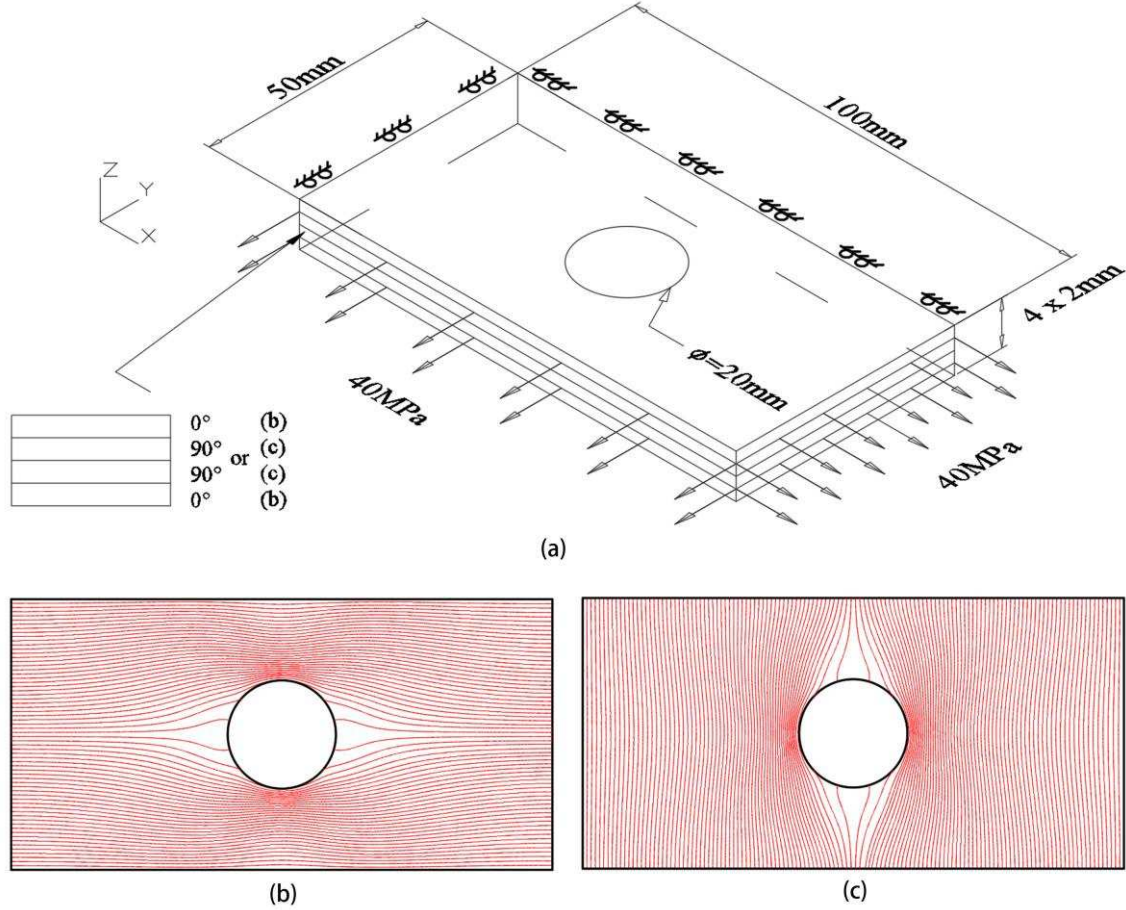 50mm
100mm
Z
Y
X
4 x 2mm
ϕ=20mm
40MPa
40MPa
0° (b)
90° or (c)
90° (c)
0° (b)
(a)
(b)
(c)